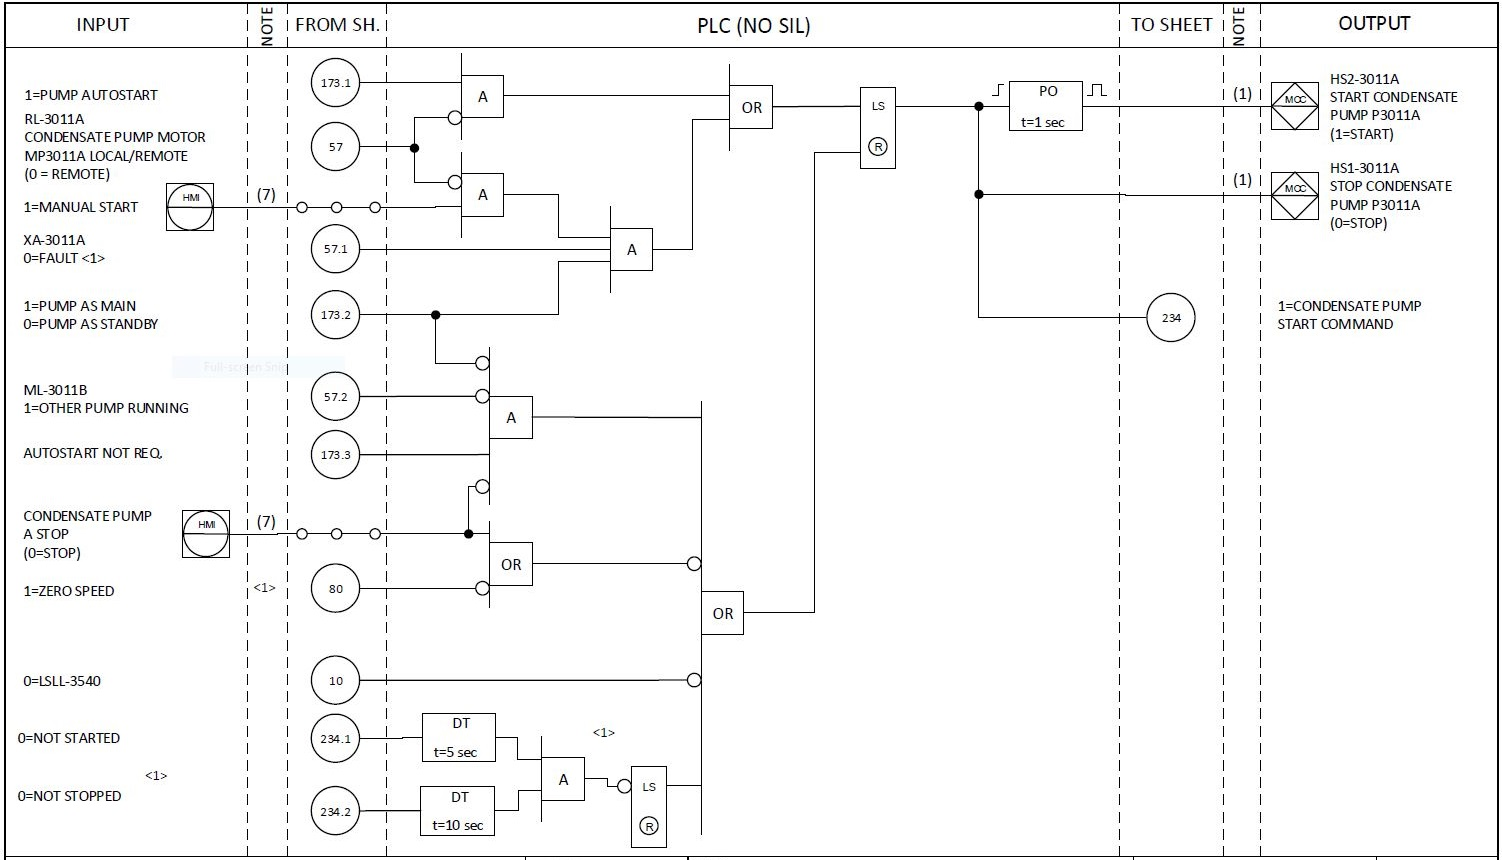 INPUT
NOTE
FROM SH.
PLC (NO SIL)
TO SHEET
NOTE
OUTPUT
1=PUMP AUTOSTART
173.1
A
OR
LS
R
PO
t=1 sec
(1)
MCC
HS2-3011A
START CONDENSATE
PUMP P3011A
(1=START)
RL-3011A
CONDENSATE PUMP MOTOR
MP3011A LOCAL/REMOTE
(0 = REMOTE)
57
A
(1)
MCC
HS1-3011A
STOP CONDENSATE
PUMP P3011A
(0=STOP)
1=MANUAL START
HMI
(7)
XA-3011A
0=FAULT <1>
57.1
A
1=PUMP AS MAIN
0=PUMP AS STANDBY
173.2
234
1=CONDENSATE PUMP
START COMMAND
Full-screen Snip
ML-3011B
1=OTHER PUMP RUNNING
57.2
A
AUTOSTART NOT REQ.
173.3
CONDENSATE PUMP
A STOP
(0=STOP)
HMI
(7)
OR
1=ZERO SPEED
<1>
80
OR
0=LSLL-3540
10
0=NOT STARTED
234.1
DT
t=5 sec
<1>
A
LS
R
<1>
0=NOT STOPPED
234.2
DT
t=10 sec